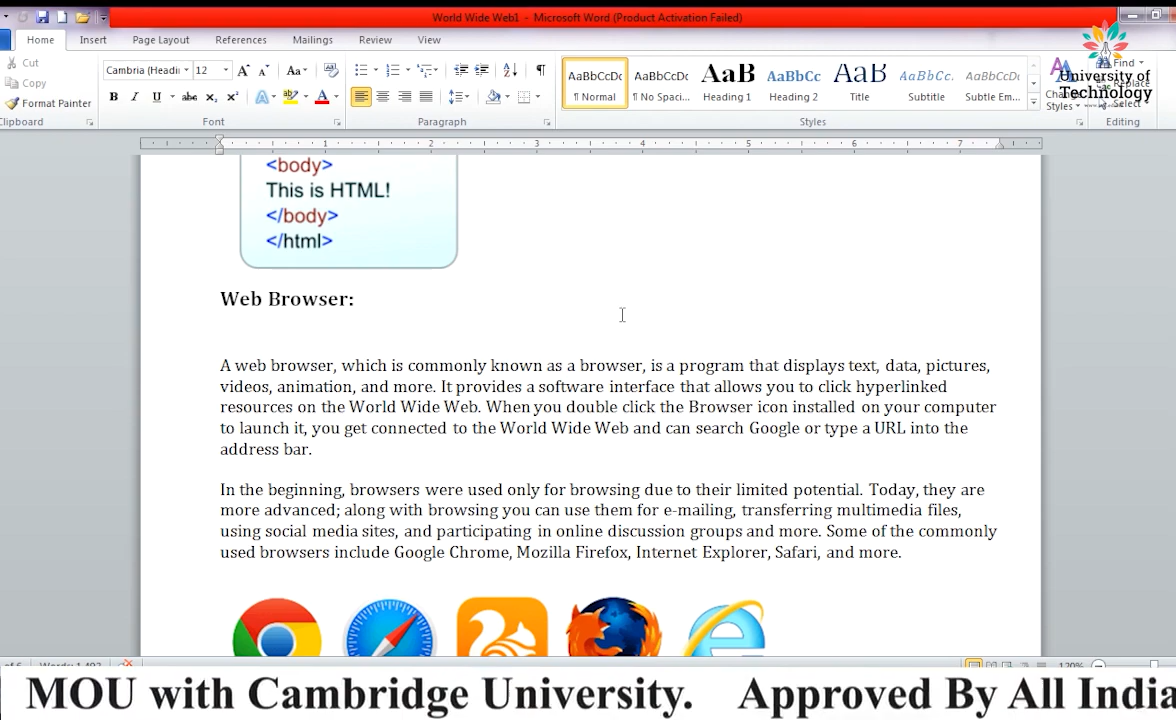 World Wide Web1 - Microsoft Word (Product Activation Failed)
Home Insert Page Layout References Mailings Review View
Cut
Copy
Format Painter
Clipboard
Cambria (Headi 12
Font
Paragraph
AaBbCcDc AaBbCcDc AaB AaBbCc AaB AaBbCc. AaBbCcDc
¶ Normal ¶ No Spaci... Heading 1 Heading 2 Title Subtitle Subtle Em...
Styles
Find
Replace
Select
Styles
Editing
University of
Technology
1 2 3 4 5 6 7
<body>
This is HTML!
</body>
</html>
Web Browser:
A web browser, which is commonly known as a browser, is a program that displays text, data, pictures,
videos, animation, and more. It provides a software interface that allows you to click hyperlinked
resources on the World Wide Web. When you double click the Browser icon installed on your computer
to launch it, you get connected to the World Wide Web and can search Google or type a URL into the
address bar.
In the beginning, browsers were used only for browsing due to their limited potential. Today, they are
more advanced; along with browsing you can use them for e-mailing, transferring multimedia files,
using social media sites, and participating in online discussion groups and more. Some of the commonly
used browsers include Google Chrome, Mozilla Firefox, Internet Explorer, Safari, and more.
120%
MOU with Cambridge University. Approved By All India